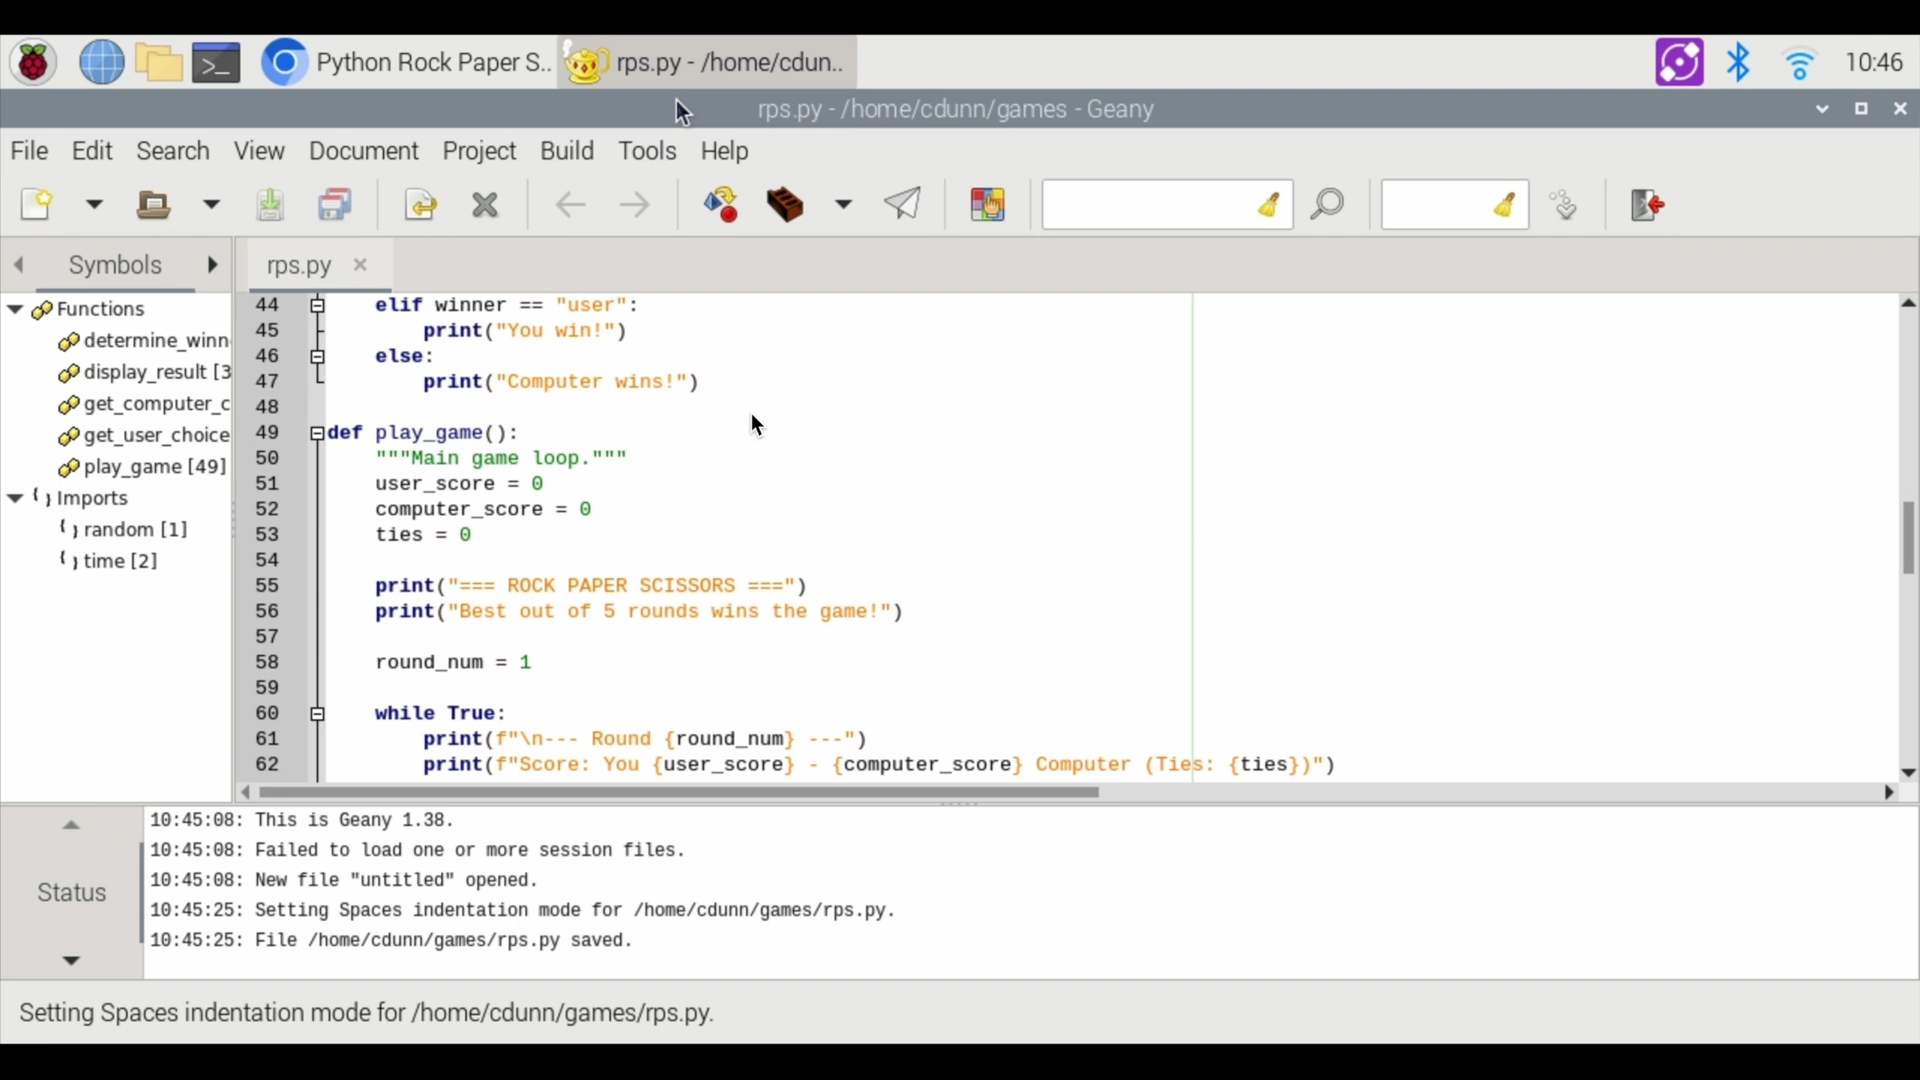 Python Rock Paper S..
rps.py - /home/cdun..
10:46
rps.py - /home/cdunn/games - Geany
File Edit Search View Document Project Build Tools Help
Symbols
rps.py
Functions
determine_winn
display_result [3
get_computer_c
get_user_choice
play_game [49]
Imports
random [1]
time [2]
44 elif winner == "user":
45 print("You win!")
46 else:
47 print("Computer wins!")
48
49 def play_game():
50 """Main game loop."""
51 user_score = 0
52 computer_score = 0
53 ties = 0
54
55 print("=== ROCK PAPER SCISSORS ===")
56 print("Best out of 5 rounds wins the game!")
57
58 round_num = 1
59
60 while True:
61 print(f"\n--- Round {round_num} ---")
62 print(f"Score: You {user_score} - {computer_score} Computer (Ties: {ties})")
Status
10:45:08: This is Geany 1.38.
10:45:08: Failed to load one or more session files.
10:45:08: New file "untitled" opened.
10:45:25: Setting Spaces indentation mode for /home/cdunn/games/rps.py.
10:45:25: File /home/cdunn/games/rps.py saved.
Setting Spaces indentation mode for /home/cdunn/games/rps.py.